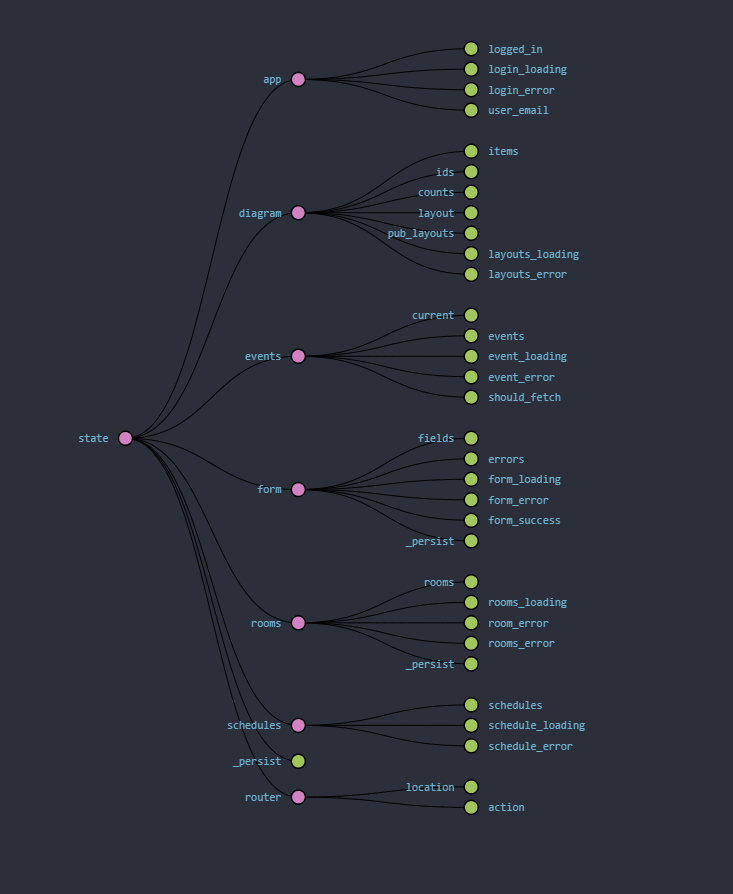 state
app
logged_in
login_loading
login_error
user_email
diagram
items
ids
counts
layout
pub_layouts
layouts_loading
layouts_error
events
current
events
event_loading
event_error
should_fetch
form
fields
errors
form_loading
form_error
form_success
_persist
rooms
rooms
rooms_loading
room_error
rooms_error
_persist
schedules
schedules
schedule_loading
schedule_error
_persist
router
location
action